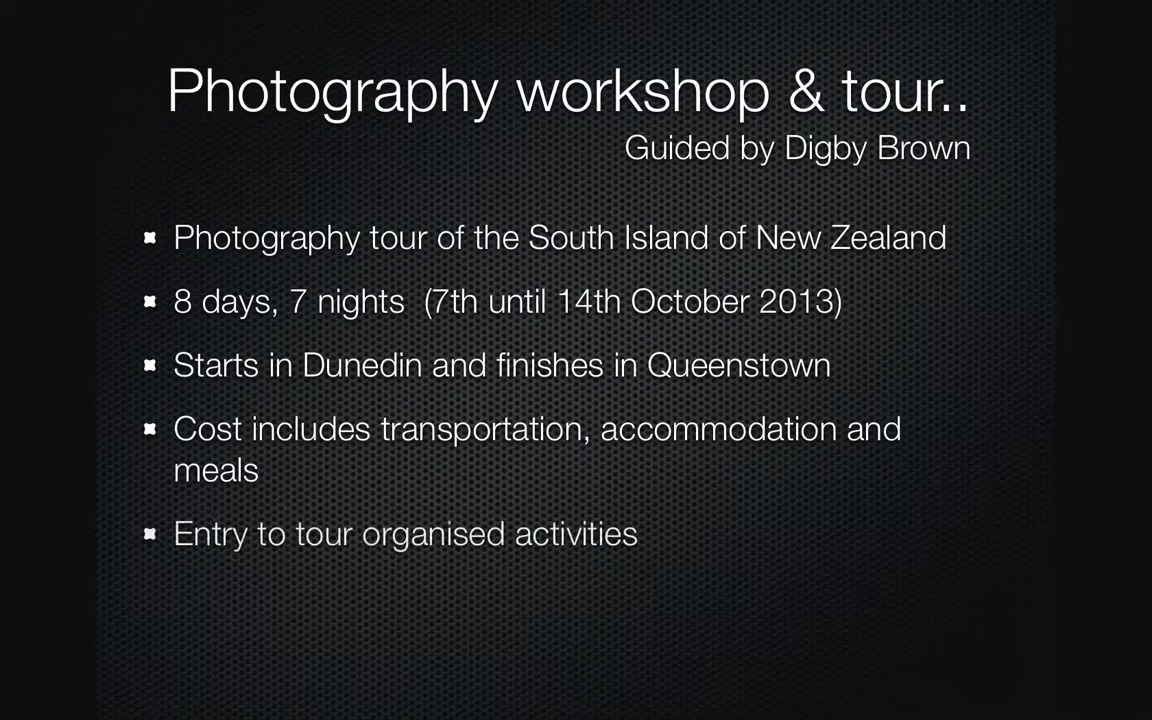 Photography workshop & tour..
Guided by Digby Brown
Photography tour of the South Island of New Zealand
8 days, 7 nights  (7th until 14th October 2013)
Starts in Dunedin and finishes in Queenstown
Cost includes transportation, accommodation and
meals
Entry to tour organised activities